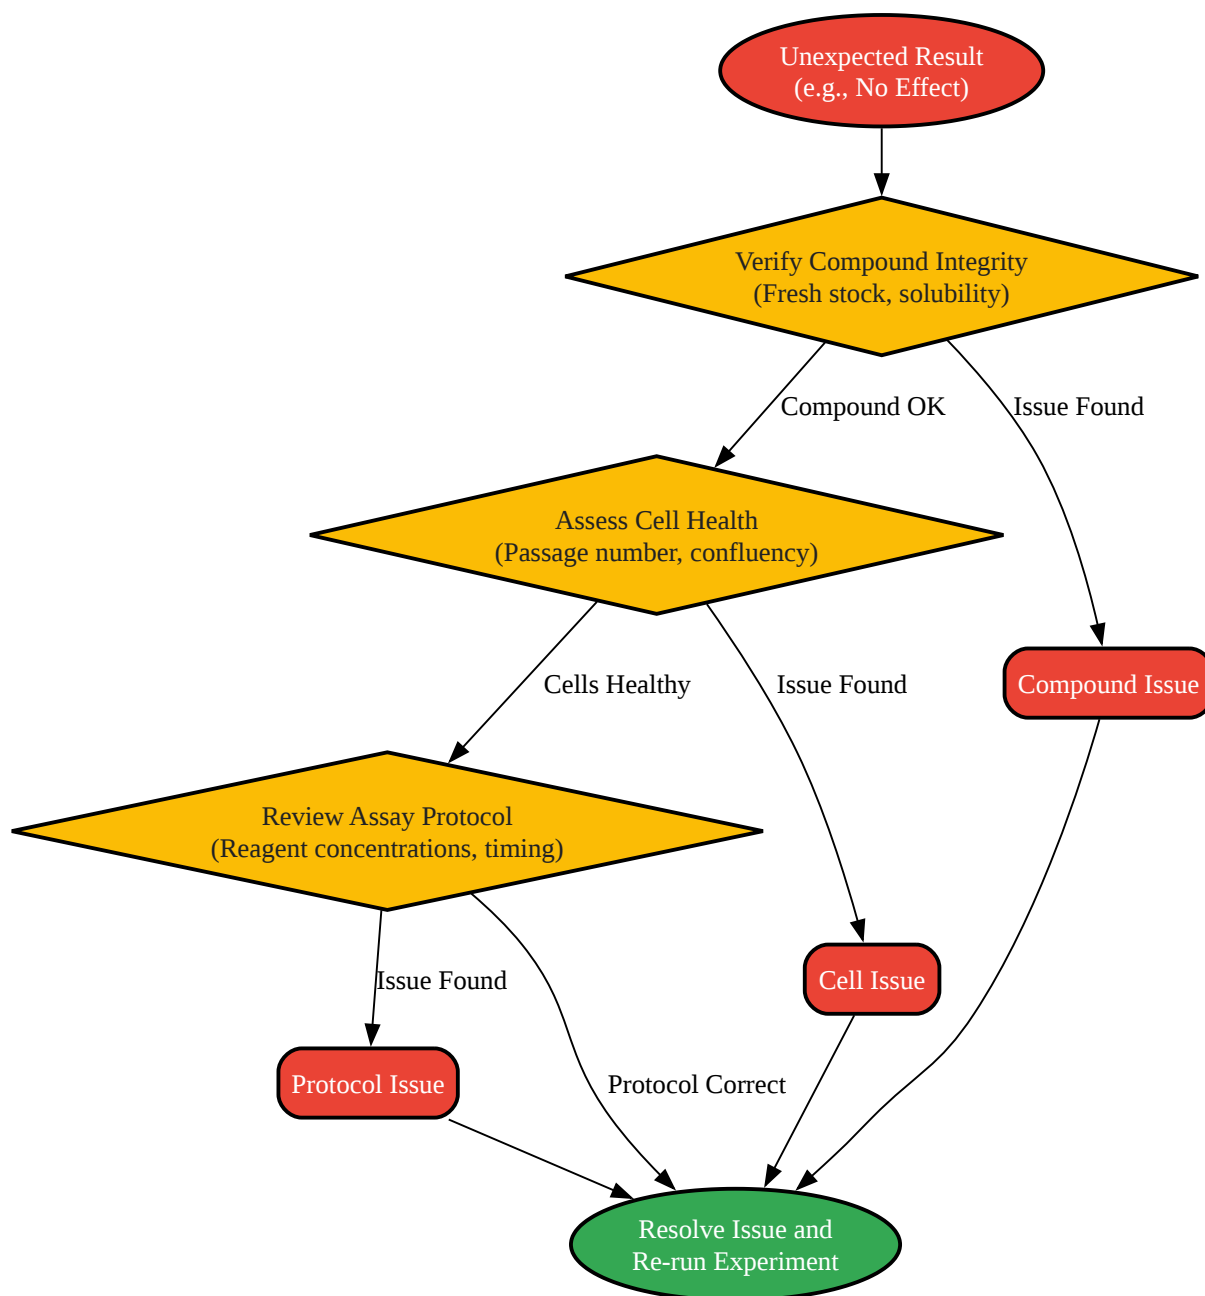 Unexpected Result
(e.g., No Effect)
Verify Compound Integrity
(Fresh stock, solubility)
Compound OK
Issue Found
Assess Cell Health
(Passage number, confluency)
Cells Healthy
Issue Found
Compound Issue
Review Assay Protocol
(Reagent concentrations, timing)
Issue Found
Cell Issue
Protocol Issue
Protocol Correct
Resolve Issue and
Re-run Experiment